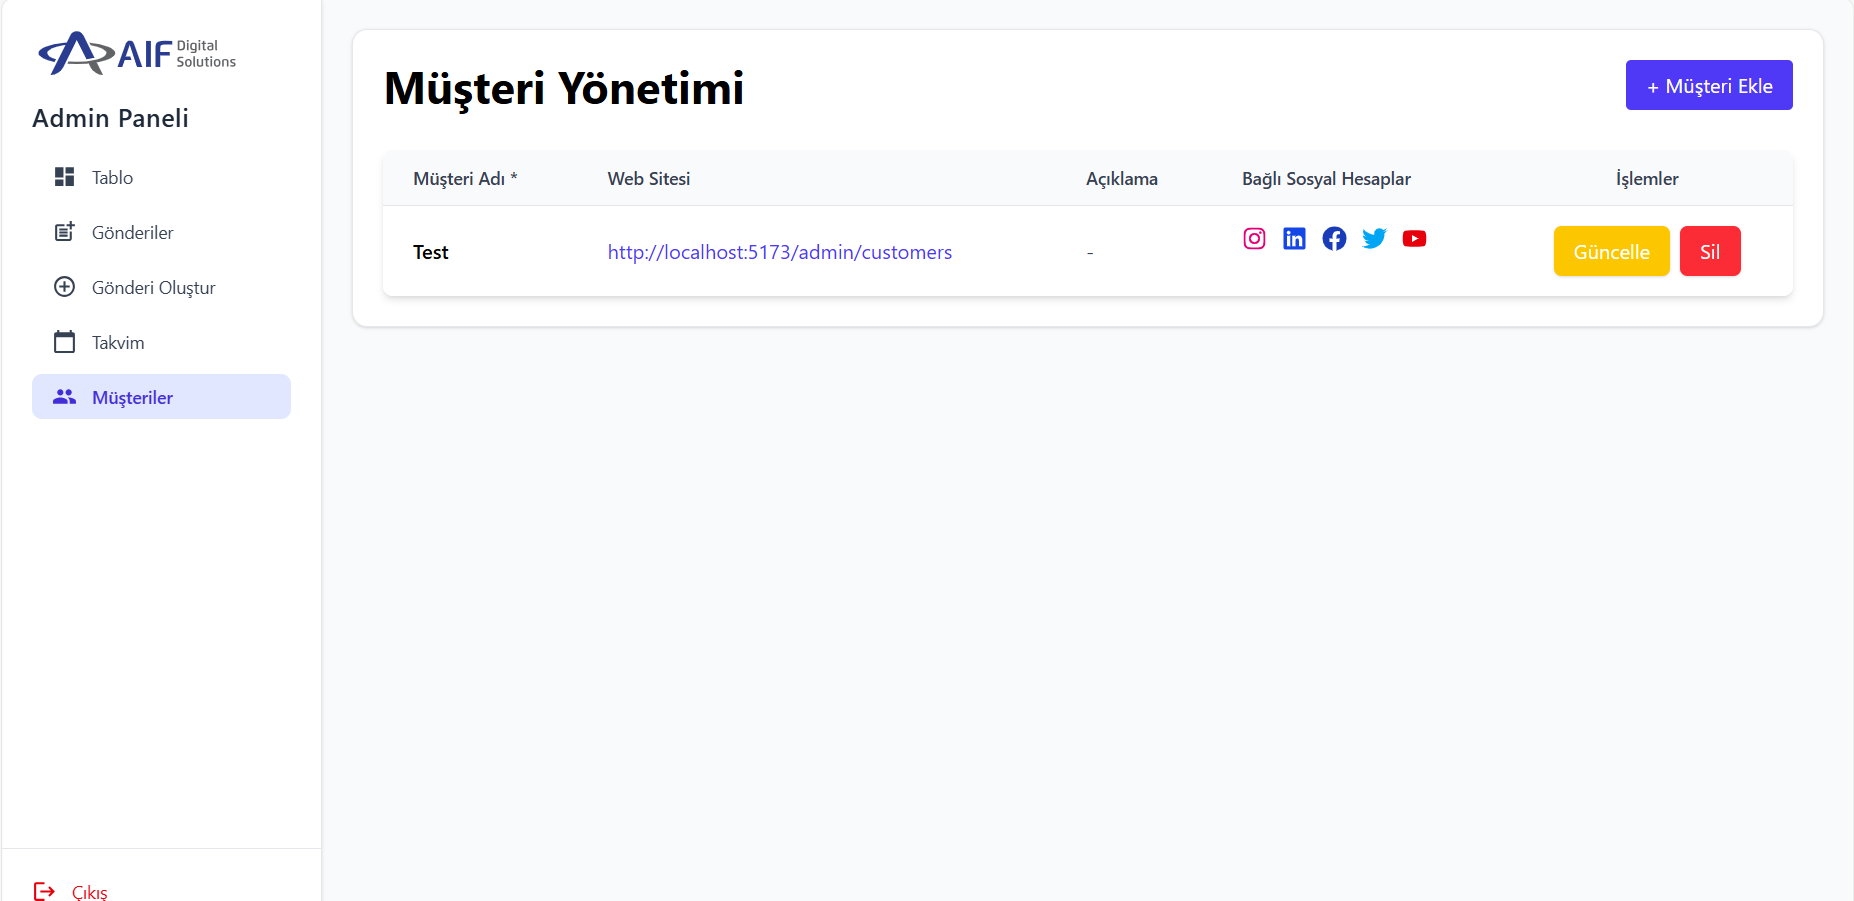 AIF Digital Solutions
Admin Paneli
Tablo
Gönderiler
Gönderi Oluştur
Takvim
Müşteriler
Çıkış
Müşteri Yönetimi
+ Müşteri Ekle
Müşteri Adı * Web Sitesi Açıklama Bağlı Sosyal Hesaplar İşlemler
Test http://localhost:5173/admin/customers - Güncelle Sil